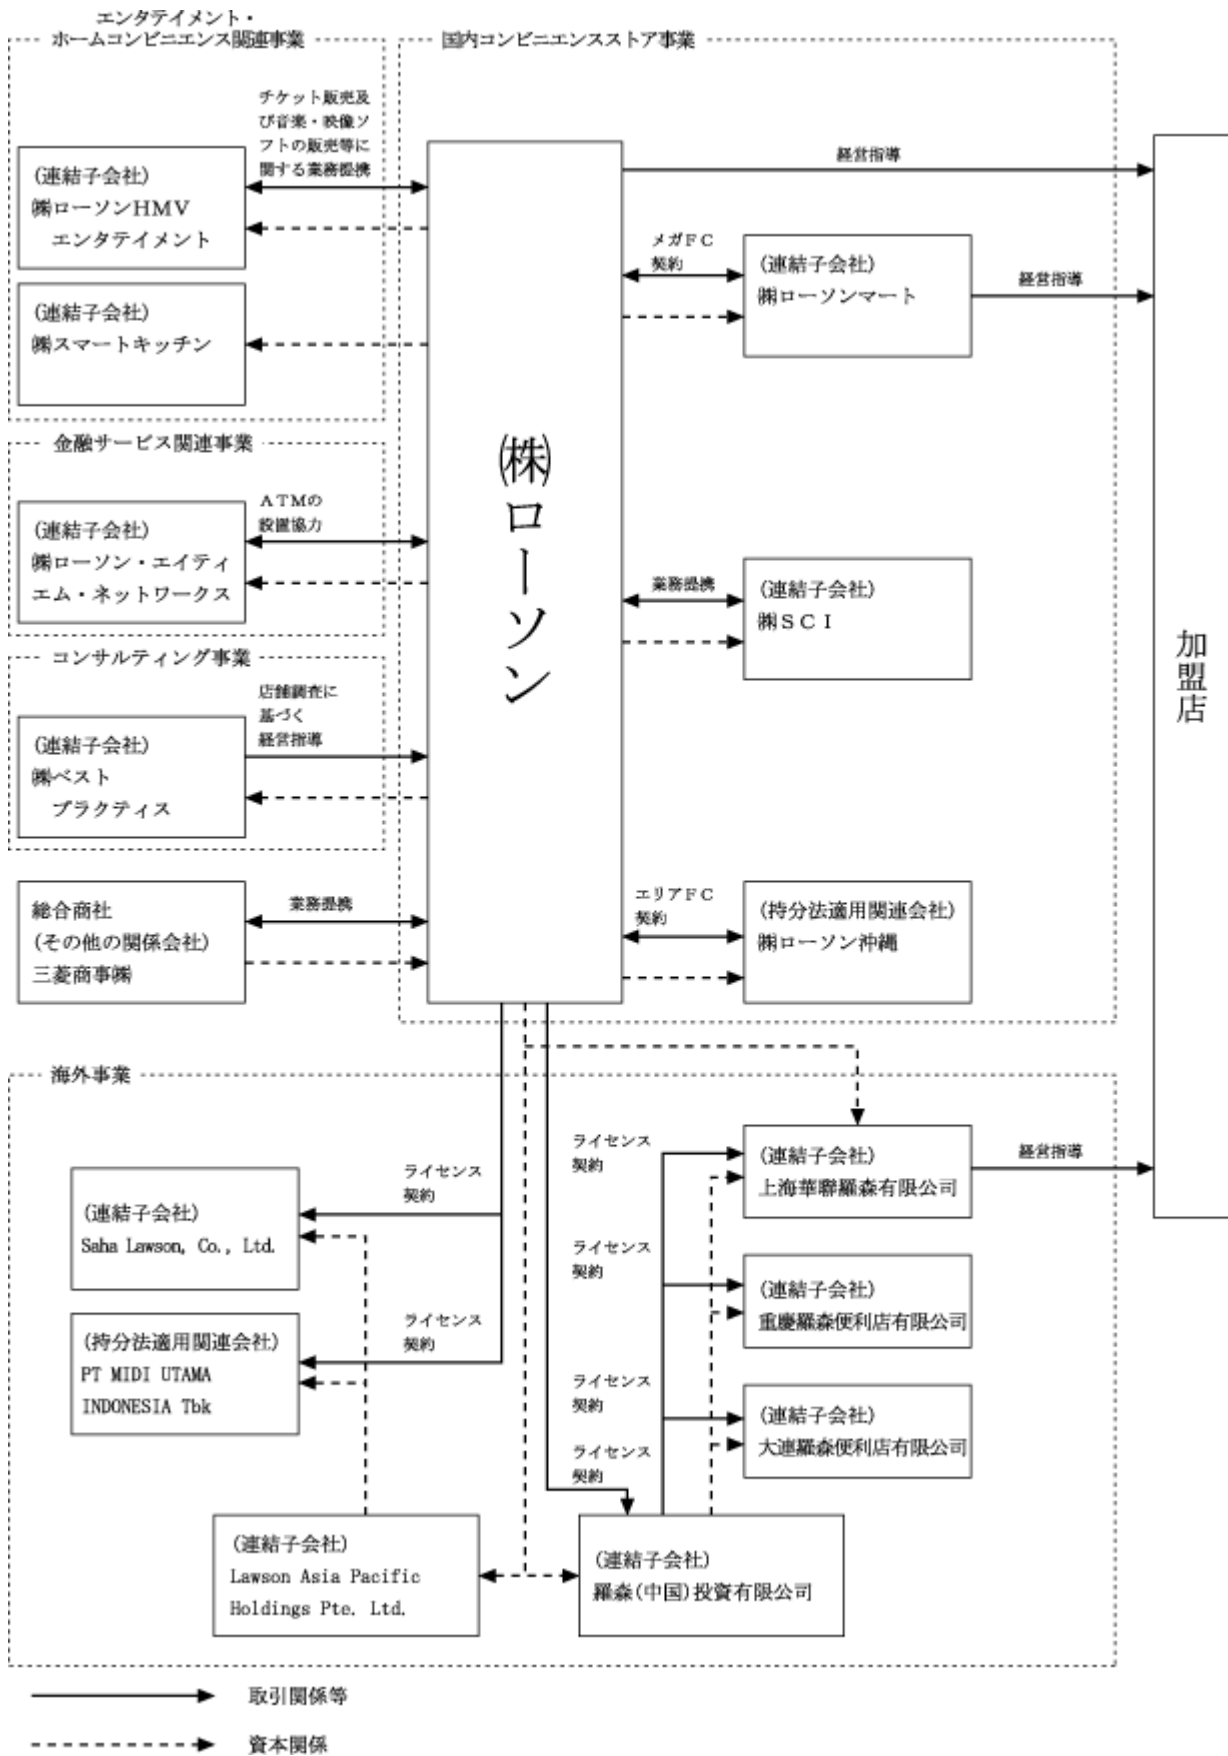 エンタテイメント・
ホームコンビニエンス関連事業
国内コンビニエンスストア事業
チケット販売及
び音楽・映像ソ
フトの販売等に
関する業務提携
(連結子会社)
㈱ローソンHMV
エンタテイメント
(連結子会社)
㈱スマートキッチン
金融サービス関連事業
ATMの
設置協力
(連結子会社)
㈱ローソン・エイティ
エム・ネットワークス
コンサルティング事業
店舗調査に
基づく
経営指導
(連結子会社)
㈱ベスト
プラクティス
総合商社
(その他の関係会社)
三菱商事㈱
業務提携
㈱ローソン
経営指導
メガFC
契約
(連結子会社)
㈱ローソンマート
経営指導
業務提携
(連結子会社)
㈱SCI
エリアFC
契約
(持分法適用関連会社)
㈱ローソン沖縄
加盟店
海外事業
ライセンス
契約
(連結子会社)
Saha Lawson, Co., Ltd.
ライセンス
契約
(持分法適用関連会社)
PT MIDI UTAMA
INDONESIA Tbk
(連結子会社)
Lawson Asia Pacific
Holdings Pte. Ltd.
ライセンス
契約
(連結子会社)
上海華聯羅森有限公司
経営指導
ライセンス
契約
(連結子会社)
重慶羅森便利店有限公司
ライセンス
契約
(連結子会社)
大連羅森便利店有限公司
ライセンス
契約
(連結子会社)
羅森(中国)投資有限公司
取引関係等
資本関係